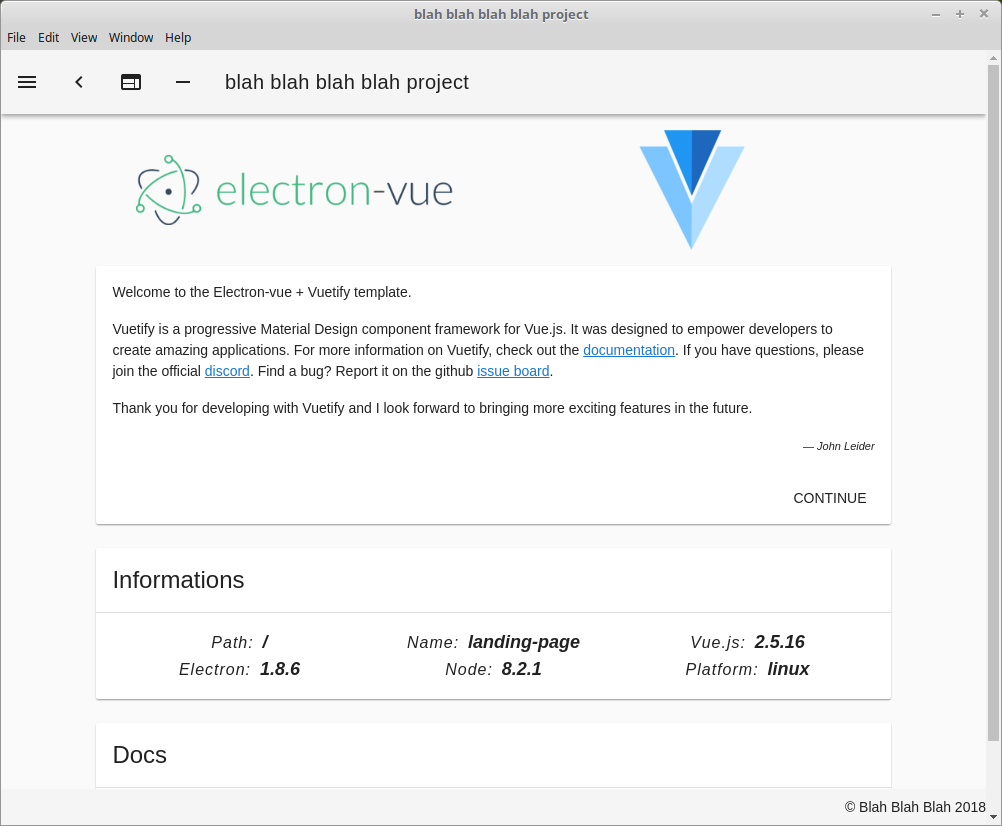 blah blah blah blah project
File Edit View Window Help
blah blah blah blah project
electron-vue
Welcome to the Electron-vue + Vuetify template.
Vuetify is a progressive Material Design component framework for Vue.js. It was designed to empower developers to
create amazing applications. For more information on Vuetify, check out the documentation. If you have questions, please
join the official discord. Find a bug? Report it on the github issue board.
Thank you for developing with Vuetify and I look forward to bringing more exciting features in the future.
— John Leider
CONTINUE
Informations
Path: / Name: landing-page Vue.js: 2.5.16
Electron: 1.8.6 Node: 8.2.1 Platform: linux
Docs
© Blah Blah Blah 2018